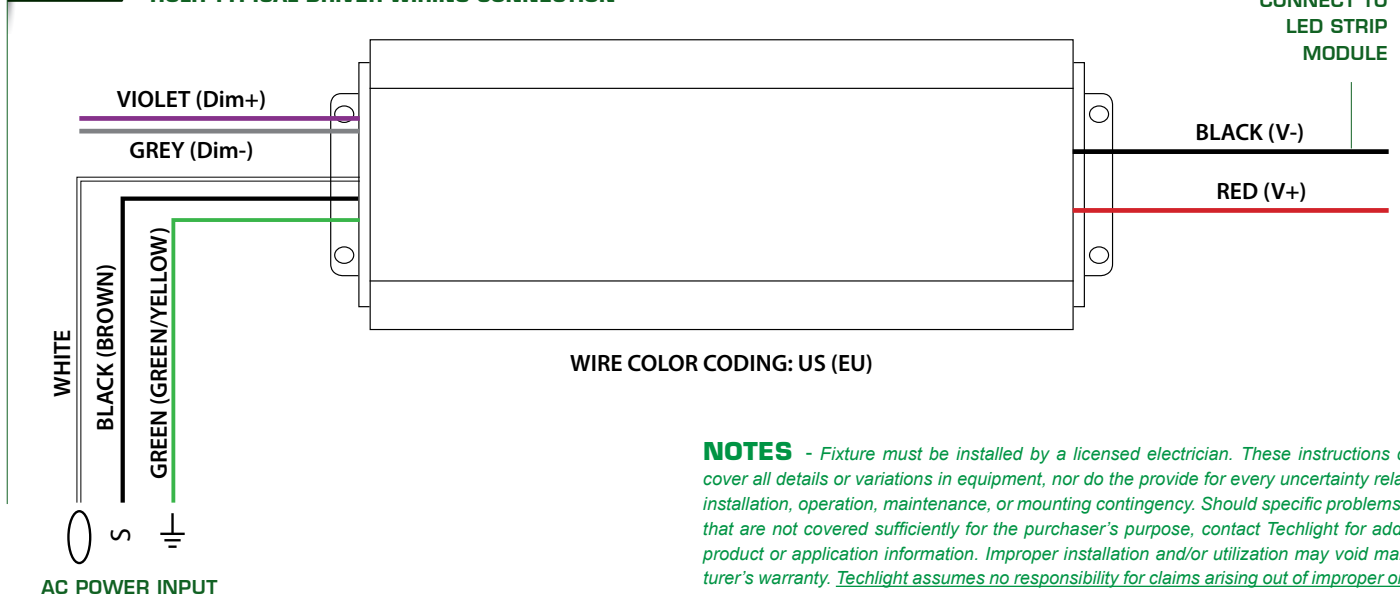 CONNECT TO
LED STRIP
MODULE
VIOLET (Dim+)
GREY (Dim-)
BLACK (V-)
RED (V+)
WHITE
BLACK (BROWN)
GREEN (GREEN/YELLOW)
WIRE COLOR CODING: US (EU)
S
AC POWER INPUT
NOTES - Fixture must be installed by a licensed electrician. These instructions
cover all details or variations in equipment, nor do the provide for every uncertainty
installation, operation, maintenance, or mounting contingency. Should specific problems
that are not covered sufficiently for the purchaser's purpose, contact Techlight for
product or application information. Improper installation and/or utilization may void
turer's warranty. Techlight assumes no responsibility for claims arising out of improper